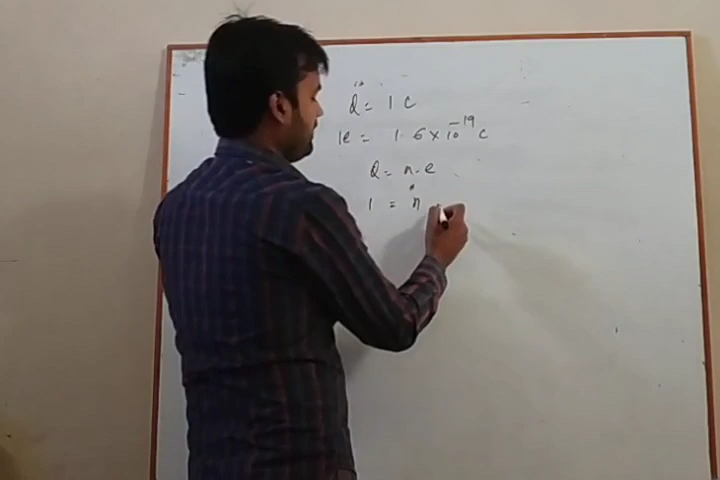 Q = 1 C
1e = 1.6 × 10⁻¹⁹ C
Q = n.e
1 = n